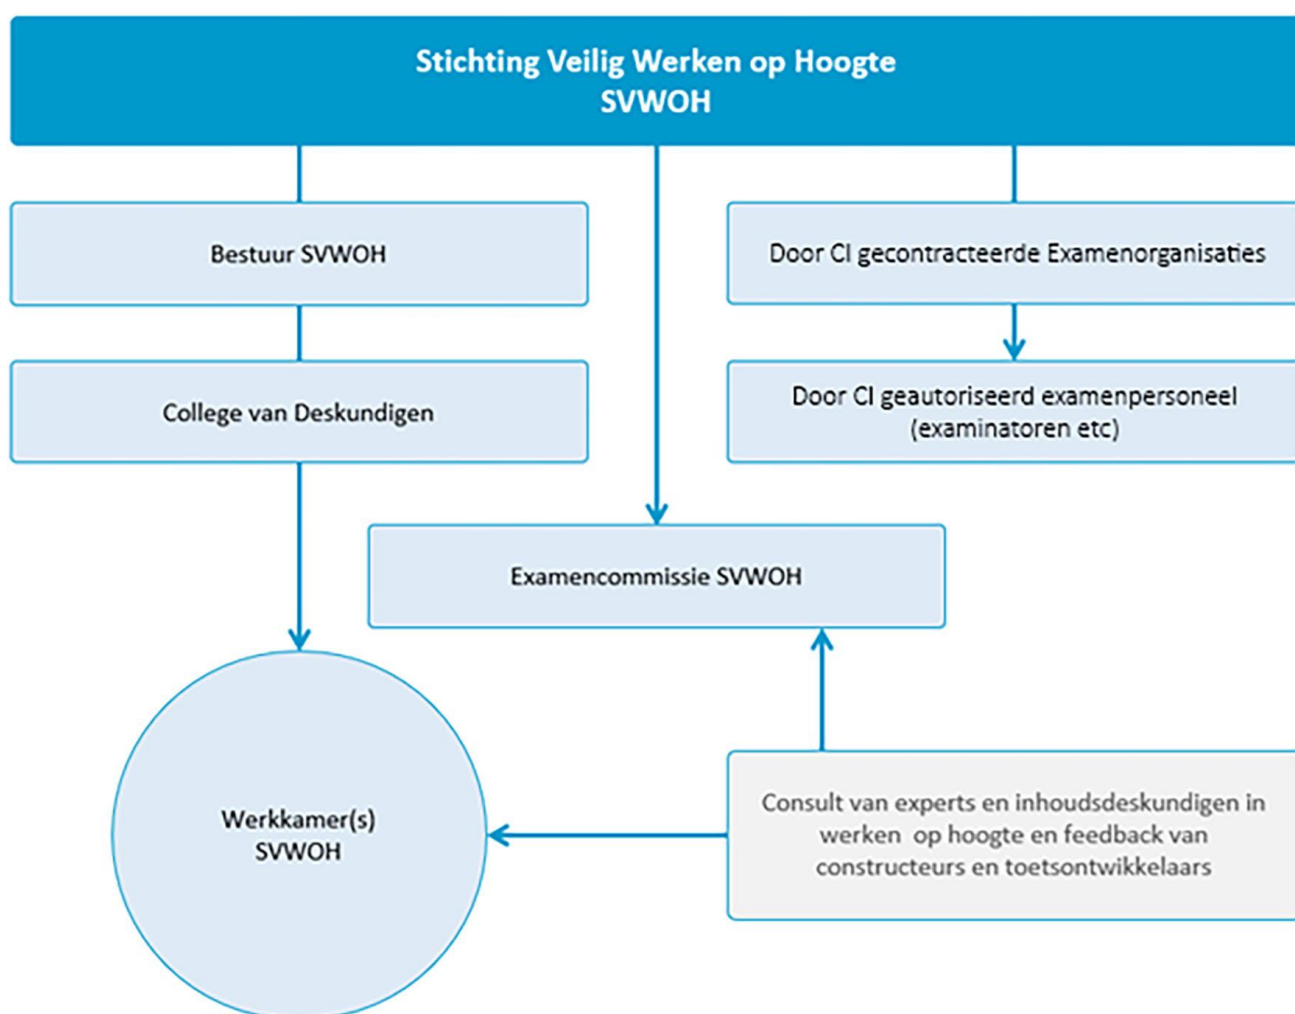 Stichting Veilig Werken op Hoogte
SVWOH
Bestuur SVWOH
Door CI gecontracteerde Examenorganisaties
College van Deskundigen
Door CI geautoriseerd examenpersoneel
(examinatoren etc)
Examencommissie SVWOH
Werkkamer(s)
SVWOH
Consult van experts en inhoudsdeskundigen in
werken op hoogte en feedback van
constructeurs en toetsontwikkelaars